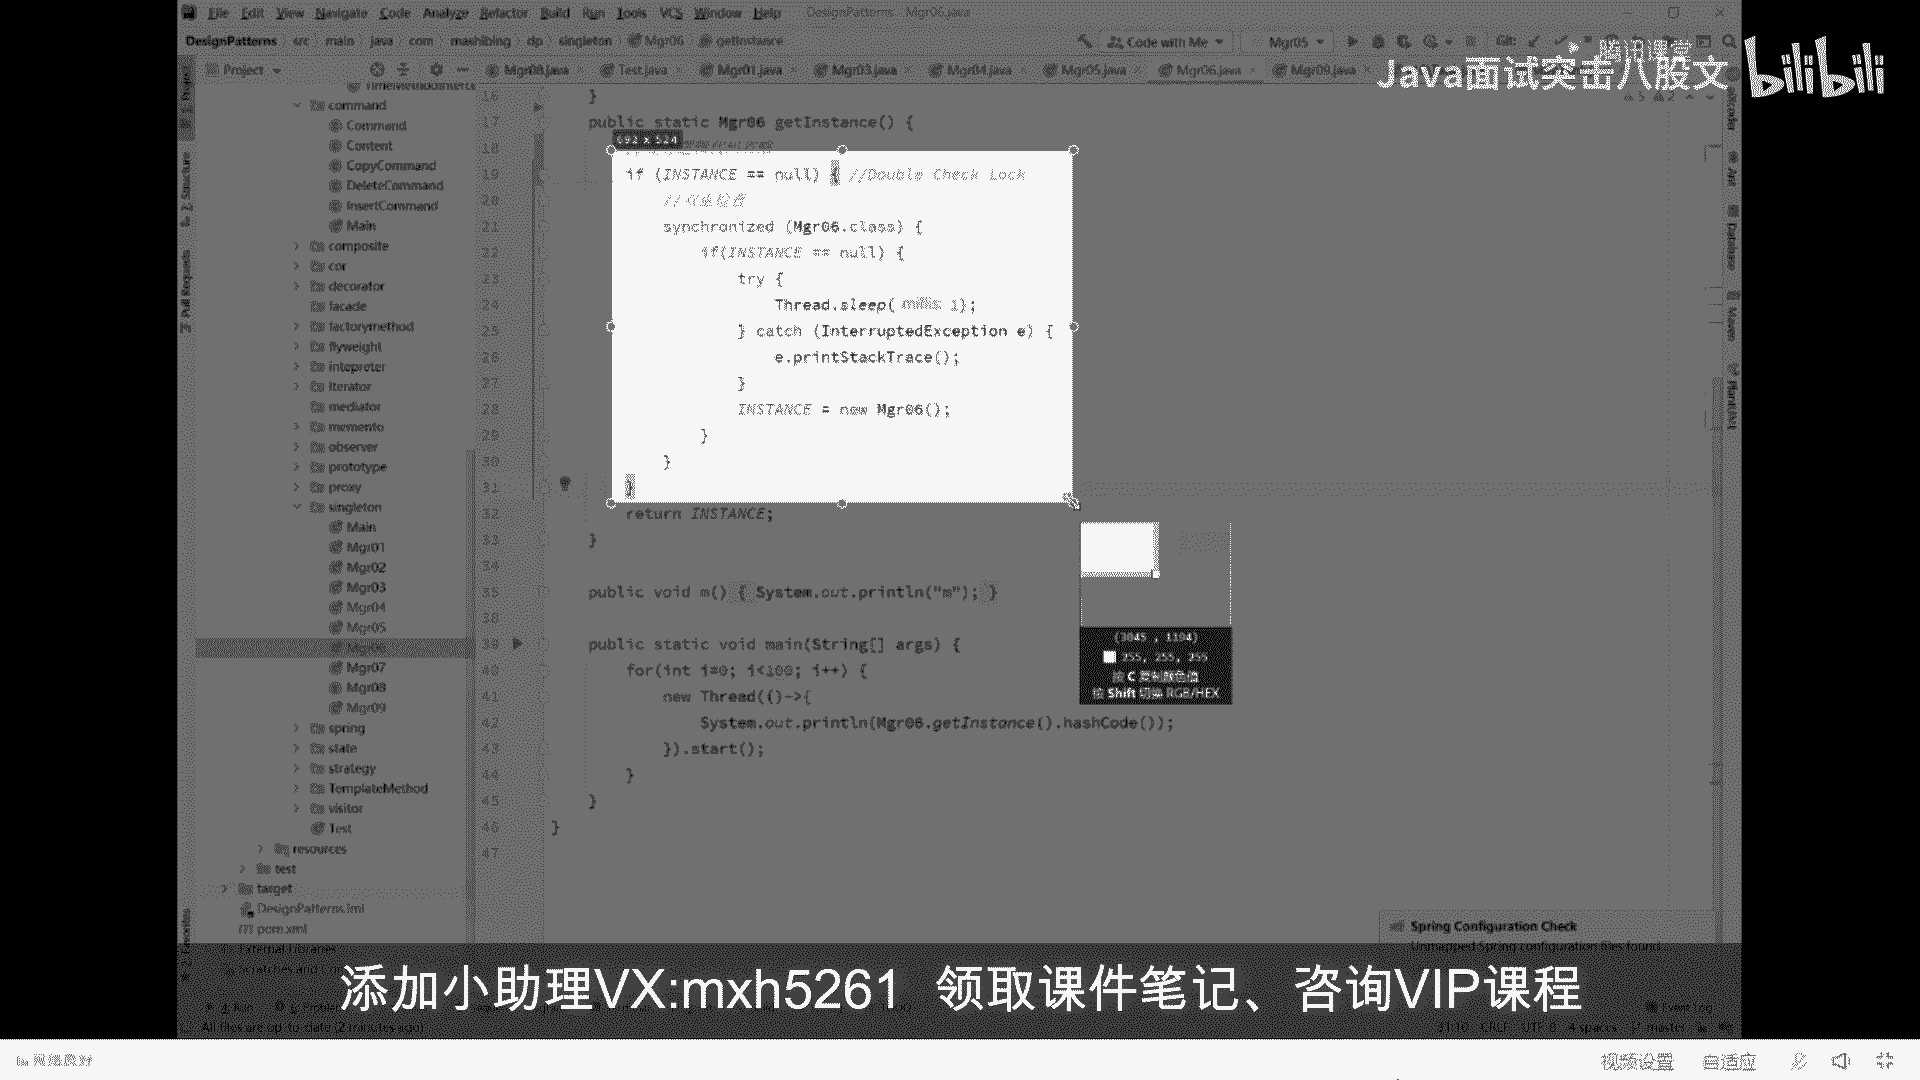 File Edit View Navigate Code Analyze Refactor Build Run Tools VCS Window Help DesignPatterns - Mgr06.java
DesignPatterns src main java com mashibing dp singleton Mgr06 getInstance
Code with Me Mgr05 Git:
Project
Mgr00.java Test.java Mgr01.java Mgr03.java Mgr04.java Mgr05.java Mgr06.java Mgr09.java
腾讯课堂
Java面试突击八股文 bilibili
command
Command
Content
CopyCommand
DeleteCommand
InsertCommand
Main
composite
cor
decorator
facade
factorymethod
flyweight
intepreter
iterator
mediator
memento
observer
prototype
proxy
singleton
Main
Mgr01
Mgr02
Mgr03
Mgr04
Mgr05
Mgr06
Mgr07
Mgr08
Mgr09
spring
state
strategy
TemplateMethod
visitor
Test
resources
test
target
DesignPatterns.iml
pom.xml
External Libraries
16 }
17 public static Mgr06 getInstance() {
692 x 524
18
19 if (INSTANCE == null) { //Double Check Lock
20 //双重检查
21 synchronized (Mgr06.class) {
22 if(INSTANCE == null) {
23 try {
24 Thread.sleep( millis: 1);
25 } catch (InterruptedException e) {
26 e.printStackTrace();
27 }
28 INSTANCE = new Mgr06();
29 }
30 }
31 }
32 return INSTANCE;
33 }
34
35 public void m() { System.out.println("m"); }
38
39 public static void main(String[] args) {
40 for(int i=0; i<100; i++) {
41 new Thread(()->{
42 System.out.println(Mgr06.getInstance().hashCode());
43 }).start();
44 }
45 }
46 }
47
(3045 , 1194)
255, 255, 255
按 C 复制颜色值
按 Shift 切换 RGB/HEX
Structure
Pull Requests
Favorites
Database
Maven
PlantUML
Spring Configuration Check
Unmapped Spring configuration files found.
添加小助理VX:mxh5261 领取课件笔记、咨询VIP课程
Event Log
All files are up-to-date (2 minutes ago)
31:10 CRLF UTF-8 4 spaces master
视频设置 自适应